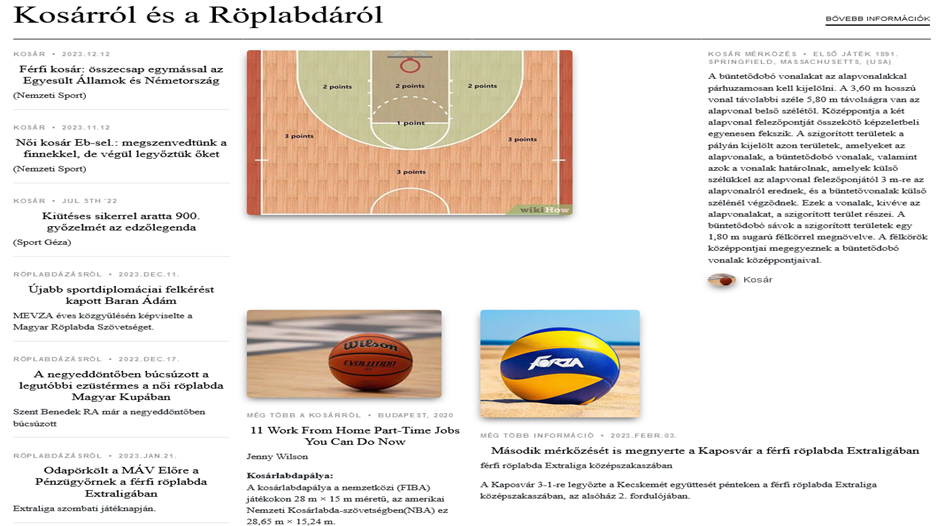 Kosárról és a Röplabdáról
BŐVEBB INFORMÁCIÓK
KOSÁR • 2023.12.12
Férfi kosár: összecsap egymással az
Egyesült Államok és Németország
(Nemzeti Sport)
KOSÁR • 2023.11.12
Női kosár Eb-sel.: megszenvedtünk a
finnekkel, de végül legyőztük őket
(Nemzeti Sport)
KOSÁR • JUL 5TH '22
Kiütéses sikerrel aratta 900.
győzelmét az edzőlegenda
(Sport Géza)
RÖPLABDÁZÁSRÓL • 2023.DEC.11.
Újabb sportdiplomáciai felkérést
kapott Baran Ádám
MEVZA éves közgyülésén képviselte a
Magyar Röplabda Szövetséget.
RÖPLABDÁZÁSRÓL • 2022.DEC.17.
A negyeddöntőben búcsúzott a
legutóbbi ezüstérmes a női röplabda
Magyar Kupában
Szent Benedek RA már a negyeddöntőben
búcsúzott
RÖPLABDÁZÁSRÓL • 2023.JAN.21.
Odapörkölt a MÁV Előre a
Pénzügyőrnek a férfi röplabda
Extraligában
Extraliga szombati játéknapján.
2 points
2 points
2 points
1 point
3 points
3 points
3 points
wikiHow
Wilson
EVOLUTION
MÉG TÖBB A KOSÁRRÓL • BUDAPEST, 2020
11 Work From Home Part-Time Jobs
You Can Do Now
Jenny Wilson
Kosárlabdapálya:
A kosárlabdapálya a nemzetközi (FIBA)
játékokon 28 m × 15 m méretű, az amerikai
Nemzeti Kosárlabda-szövetségben(NBA) ez
28,65 m × 15,24 m.
FORZA
MÉG TÖBB INFORMÁCIÓ • 2023.FEBR.03.
Második mérkőzését is megnyerte a Kaposvár a férfi röplabda Extraligában
férfi röplabda Extraliga középszakaszában
A Kaposvár 3-1-re legyőzte a Kecskemét együttesét pénteken a férfi röplabda Extraliga
középszakaszában, az alsóház 2. fordulójában.
KOSÁR MÉRKŐZÉS • ELSŐ JÁTÉK 1891.
SPRINGFIELD, MASSACHUSETTS, (USA)
A büntetődobó vonalakat az alapvonalakkal
párhuzamosan kell kijelölni. A 3,60 m hosszú
vonal távolabbi széle 5,80 m távolságra van az
alapvonal belső szélétől. Középpontja a két
alapvonal felezőpontját összekötő képzeletbeli
egyenesen fekszik. A szigorított területek a
pályán kijelölt azon területek, amelyeket az
alapvonalak, a büntetődobó vonalak, valamint
azok a vonalak határolnak, amelyek külső
szélükkel az alapvonal felezőponjától 3 m-re az
alapvonalról erednek, és a büntetővonalak külső
szélénél végződnek. Ezek a vonalak, kivéve az
alapvonalakat, a szigorított terület részei. A
büntetődobó sávok a szigorított területek egy
1,80 m sugarú félkörrel megnövelve. A félkörök
középpontjai megegyeznek a büntetődobó
vonalak középpontjaival.
Kosár